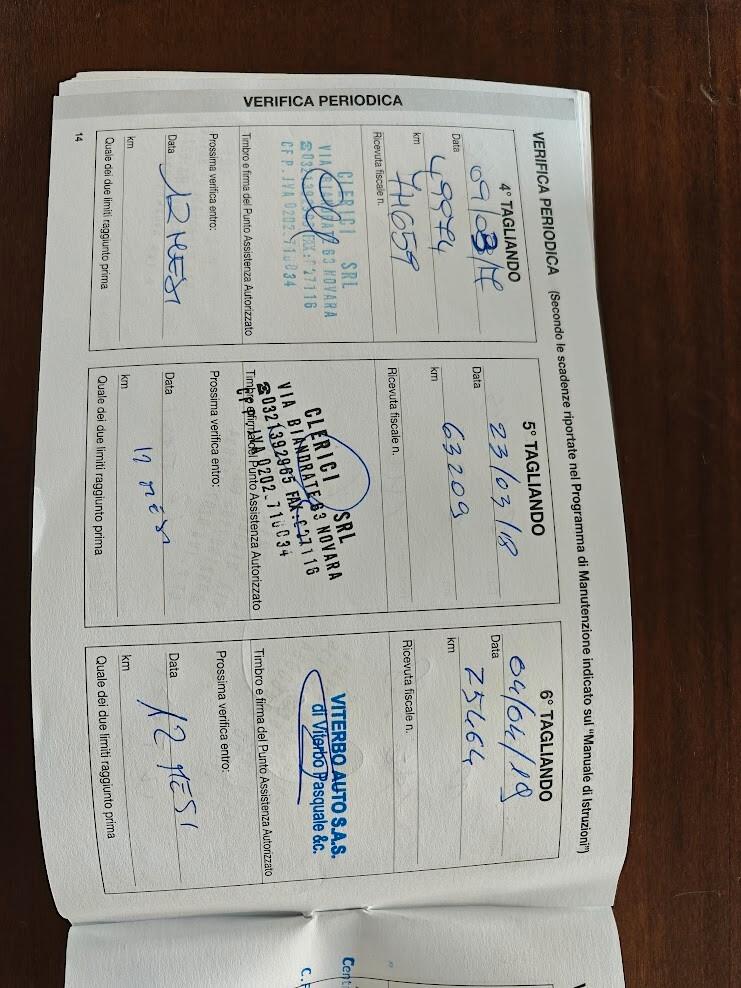 VERIFICA PERIODICA
VERIFICA PERIODICA (Secondo le scadenze riportate nel Programma di Manutenzione indicato sul “Manuale di Istruzioni”)
4° TAGLIANDO
09/03/17
Data
49974
km
Ricevuta fiscale n.
CLERICI SRL
VIA BIANDRATE 63 NOVARA
Timbro e firma del Punto Assistenza Autorizzato
Prossima verifica entro:
Data
12 MESI
km
Quale dei due limiti raggiunto prima
14
5° TAGLIANDO
23/03/18
Data
63209
km
Ricevuta fiscale n.
CLERICI SRL
VIA BIANDRATE 63 NOVARA
☎0321392965 FAX:027116
Timbro e firma del Punto Assistenza Autorizzato
Prossima verifica entro:
Data
12 MESI
km
Quale dei due limiti raggiunto prima
6° TAGLIANDO
04/04/19
Data
75464
km
Ricevuta fiscale n.
VITERBO AUTO S.A.S.
di Viterbo Pasquale &c.
Timbro e firma del Punto Assistenza Autorizzato
Prossima verifica entro:
Data
12 MESI
km
Quale dei due limiti raggiunto prima